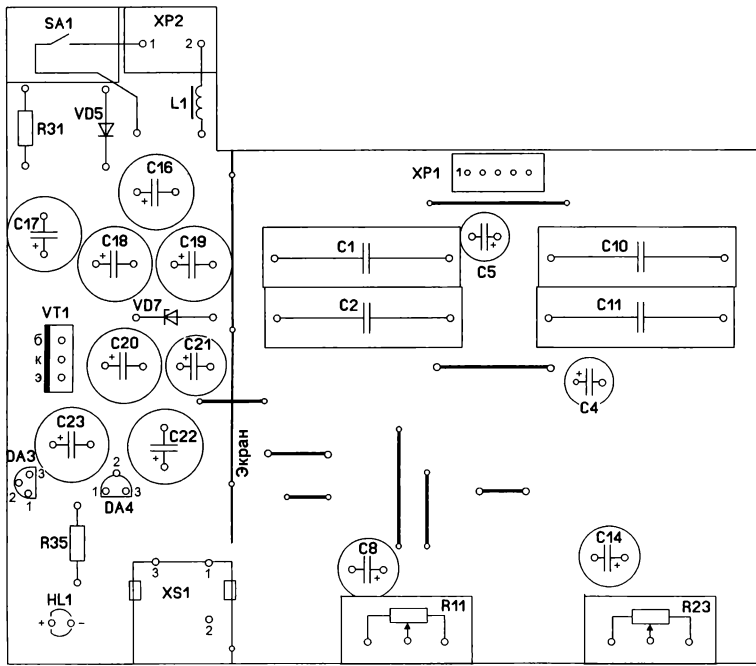 SA1
XP2
1 2
L1
VD5
R31
C16
XP1
1
C17
+
C18
+
C19
+
+
C1
C5
+
C10
VD7
C2
C11
VT1
б
к
э
C20
+
C21
+
+
C4
C23
+
C22
+
Экран
DA3
3
2
1
2
1 3
DA4
R35
3 1
XS1
2
HL1
+ -
C8
+
C14
+
R11
R23